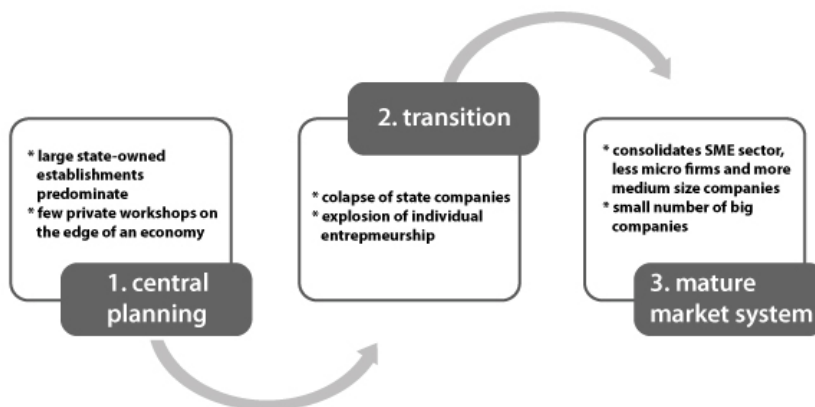 * large state-owned
establishments
predominate
* few private workshops on
the edge of an economy
1. central
planning
2. transition
* colapse of state companies
* explosion of individual
entrepmeurship
* consolidates SME sector,
less micro firms and more
medium size companies
* small number of big
companies
3. mature
market system